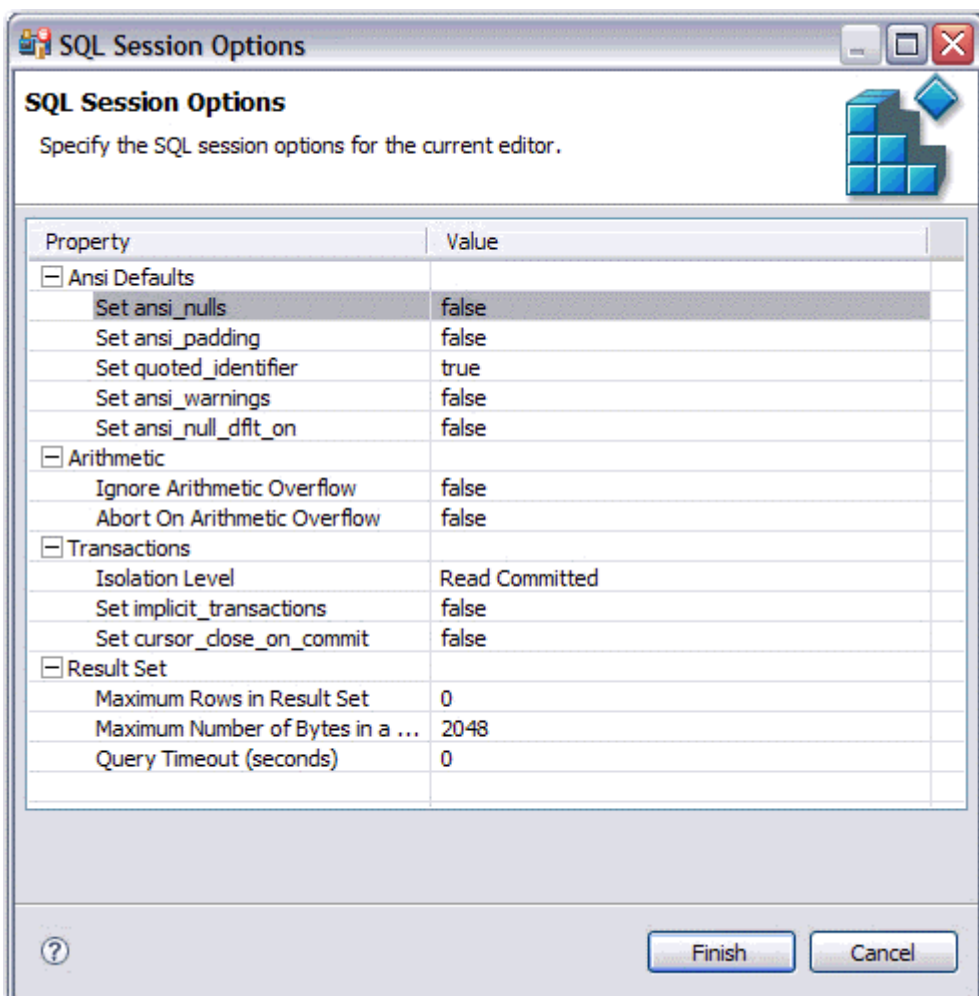 SQL Session Options
SQL Session Options
Specify the SQL session options for the current editor.
Property Value
Ansi Defaults
Set ansi_nulls false
Set ansi_padding false
Set quoted_identifier true
Set ansi_warnings false
Set ansi_null_dflt_on false
Arithmetic
Ignore Arithmetic Overflow false
Abort On Arithmetic Overflow false
Transactions
Isolation Level Read Committed
Set implicit_transactions false
Set cursor_close_on_commit false
Result Set
Maximum Rows in Result Set 0
Maximum Number of Bytes in a ... 2048
Query Timeout (seconds) 0
? Finish Cancel